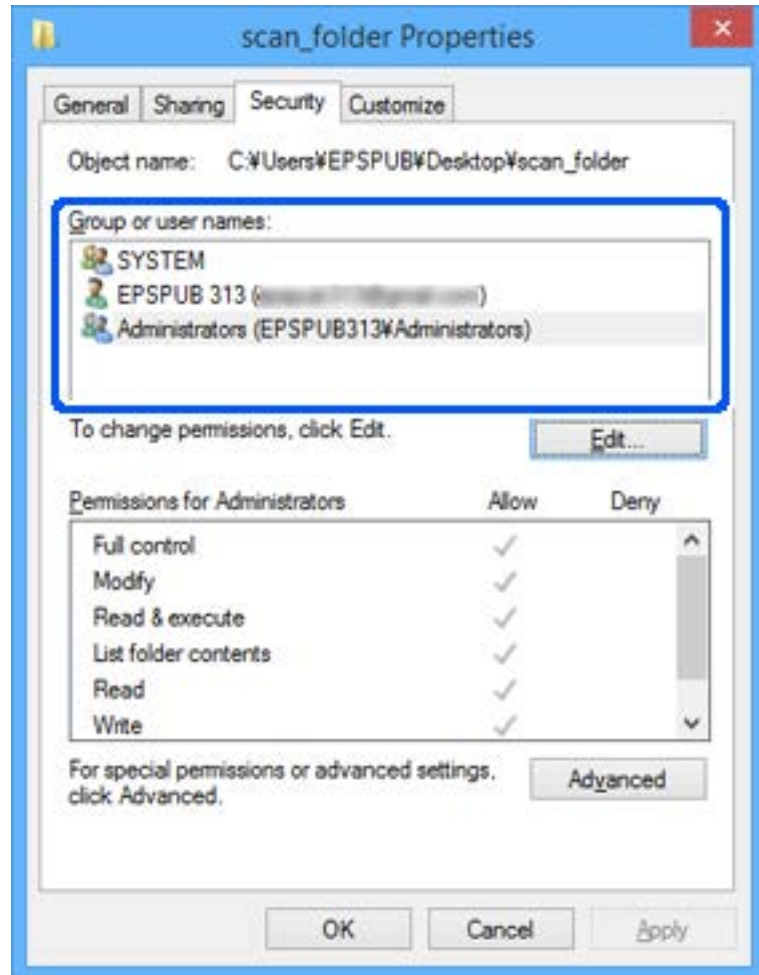 scan_folder Properties
General Sharing Security Customize
Object name: C:¥Users¥EPSPUB¥Desktop¥scan_folder
Group or user names:
SYSTEM
EPSPUB 313 ( )
Administrators (EPSPUB313¥Administrators)
To change permissions, click Edit.
Edit...
Permissions for Administrators Allow Deny
Full control
Modify
Read & execute
List folder contents
Read
Write
For special permissions or advanced settings,
click Advanced.
Advanced
OK Cancel Apply